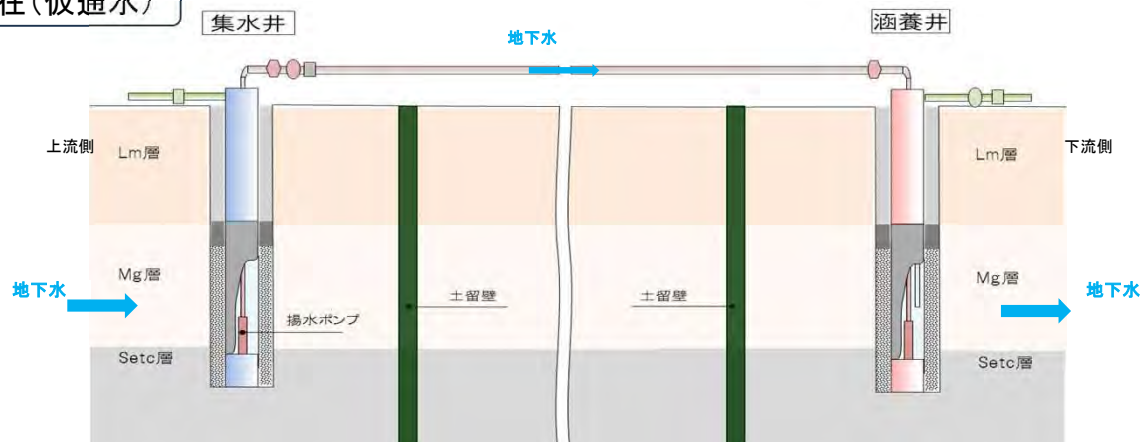 在（仮通水）
集水井
涵養井
地下水
上流側
Lm層
Lm層
下流側
Mg層
Mg層
地下水
地下水
土留壁
土留壁
揚水ポンプ
Setc層
Setc層